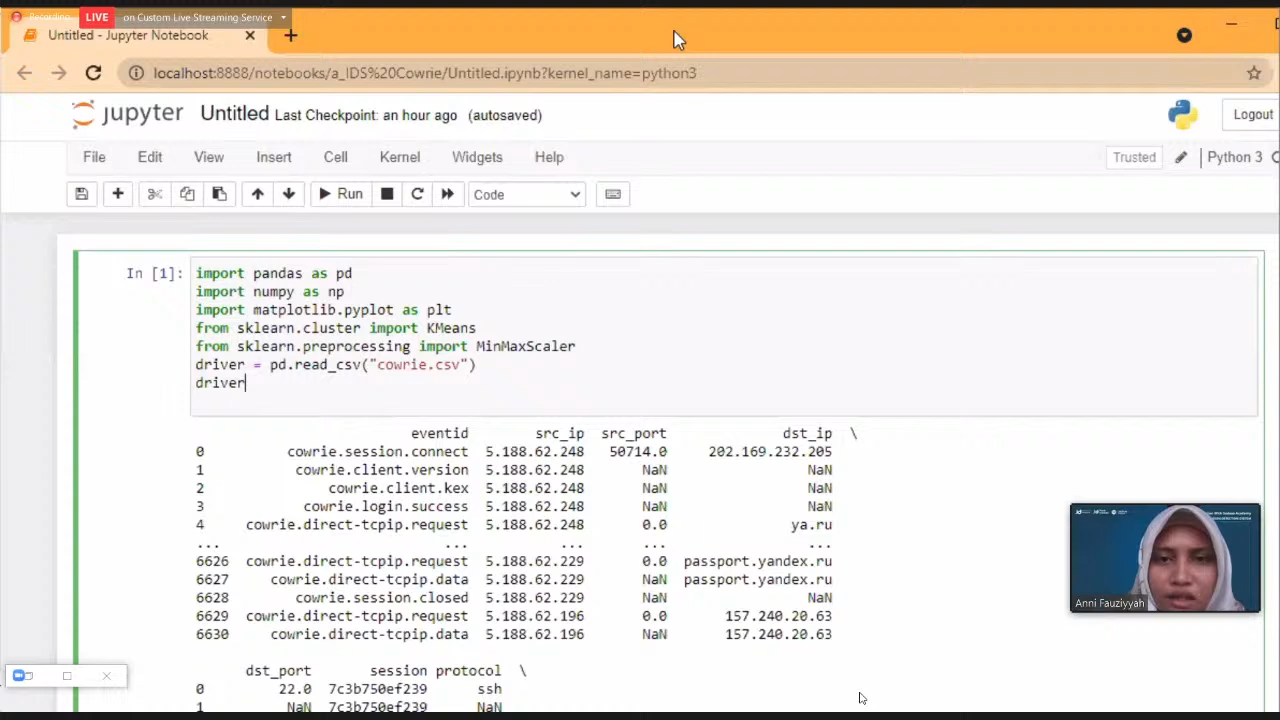 Recording
LIVE on Custom Live Streaming Service
Untitled - Jupyter Notebook
localhost:8888/notebooks/a_IDS%20Cowrie/Untitled.ipynb?kernel_name=python3
jupyter Untitled Last Checkpoint: an hour ago (autosaved)
Logout
File Edit View Insert Cell Kernel Widgets Help
Trusted Python 3
Run Code
In [1]: import pandas as pd
import numpy as np
import matplotlib.pyplot as plt
from sklearn.cluster import KMeans
from sklearn.preprocessing import MinMaxScaler
driver = pd.read_csv("cowrie.csv")
driver
eventid src_ip src_port dst_ip \
0 cowrie.session.connect 5.188.62.248 50714.0 202.169.232.205
1 cowrie.client.version 5.188.62.248 NaN NaN
2 cowrie.client.kex 5.188.62.248 NaN NaN
3 cowrie.login.success 5.188.62.248 NaN NaN
4 cowrie.direct-tcpip.request 5.188.62.248 0.0 ya.ru
... ... ... ... ...
6626 cowrie.direct-tcpip.request 5.188.62.229 0.0 passport.yandex.ru
6627 cowrie.direct-tcpip.data 5.188.62.229 NaN passport.yandex.ru
6628 cowrie.session.closed 5.188.62.229 NaN NaN
6629 cowrie.direct-tcpip.request 5.188.62.196 0.0 157.240.20.63
6630 cowrie.direct-tcpip.data 5.188.62.196 NaN 157.240.20.63
dst_port session protocol \
0 22.0 7c3b750ef239 ssh
1 NaN 7c3b750ef239 NaN
Anni Fauziyyah